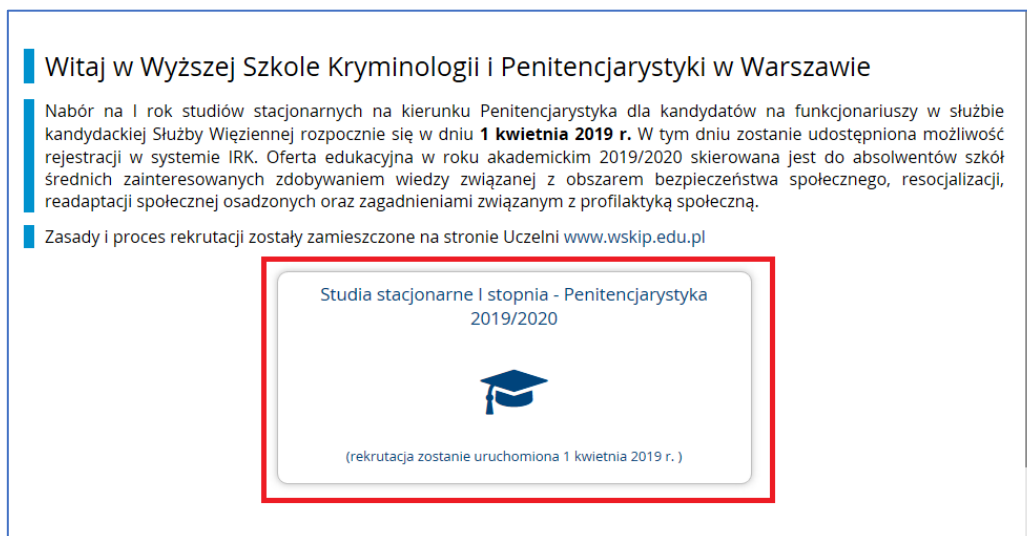 Witaj w Wyższej Szkole Kryminologii i Penitencjarystyki w Warszawie
Nabór na I rok studiów stacjonarnych na kierunku Penitencjarystyka dla kandydatów na funkcjonariuszy w służbie
kandydackiej Służby Więziennej rozpocznie się w dniu 1 kwietnia 2019 r. W tym dniu zostanie udostępniona możliwość
rejestracji w systemie IRK. Oferta edukacyjna w roku akademickim 2019/2020 skierowana jest do absolwentów szkół
średnich zainteresowanych zdobywaniem wiedzy związanej z obszarem bezpieczeństwa społecznego, resocjalizacji,
readaptacji społecznej osadzonych oraz zagadnieniami związanym z profilaktyką społeczną.
Zasady i proces rekrutacji zostały zamieszczone na stronie Uczelni www.wskip.edu.pl
Studia stacjonarne I stopnia - Penitencjarystyka
2019/2020
(rekrutacja zostanie uruchomiona 1 kwietnia 2019 r. )